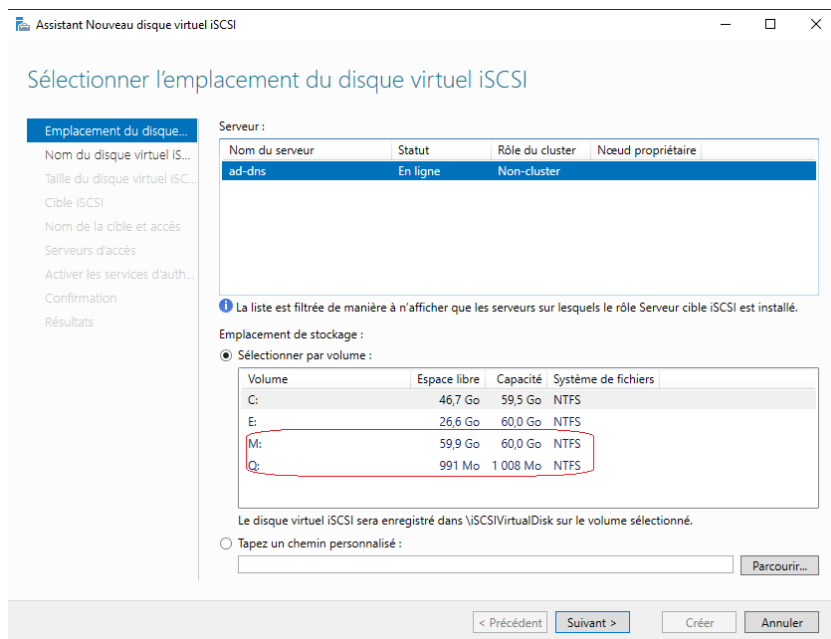 Assistant Nouveau disque virtuel iSCSI
Sélectionner l'emplacement du disque virtuel iSCSI
Emplacement du disque...
Nom du disque virtuel iS...
Taille du disque virtuel iSC...
Cible iSCSI
Nom de la cible et accès
Serveurs d'accès
Activer les services d'auth...
Confirmation
Résultats
Serveur :
Nom du serveur Statut Rôle du cluster Nœud propriétaire
ad-dns En ligne Non-cluster
La liste est filtrée de manière à n'afficher que les serveurs sur lesquels le rôle Serveur cible iSCSI est installé.
Emplacement de stockage :
Sélectionner par volume :
Volume Espace libre Capacité Système de fichiers
C: 46,7 Go 59,5 Go NTFS
E: 26,6 Go 60,0 Go NTFS
M: 59,9 Go 60,0 Go NTFS
Q: 991 Mo 1 008 Mo NTFS
Le disque virtuel iSCSI sera enregistré dans \iSCSIVirtualDisk sur le volume sélectionné.
Tapez un chemin personnalisé :
Parcourir...
< Précédent Suivant > Créer Annuler